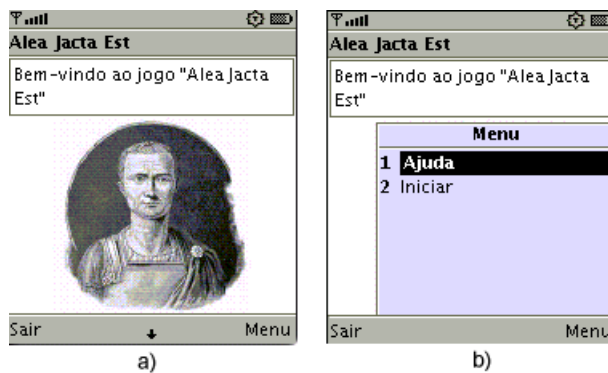 Alea Jacta Est
Bem-vindo ao jogo "Alea Jacta
Est"
Sair
Menu
a)
Alea Jacta Est
Bem-vindo ao jogo "Alea Jacta
Est"
Menu
1 Ajuda
2 Iniciar
Sair
Menu
b)